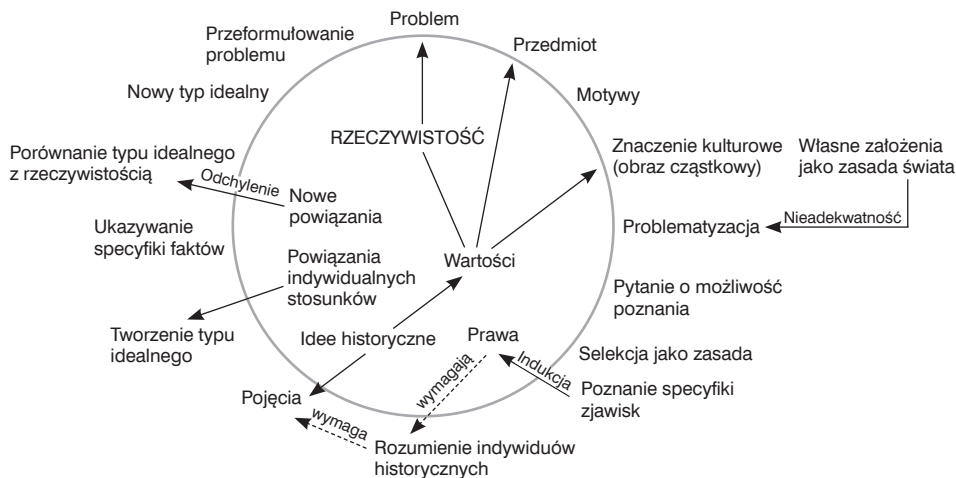 Problem
Przeformułowanie
problemu
Przedmiot
Nowy typ idealny
Motywy
RZECZYWISTOŚĆ
Znaczenie kulturowe
(obraz cząstkowy)
Własne założenia
jako zasada świata
Porównanie typu idealnego
z rzeczywistością
Odchylenie
Nowe
powiązania
Nieadekwatność
Problematyzacja
Ukazywanie
specyfiki faktów
Wartości
Powiązania
indywidualnych
stosunków
Pytanie o możliwość
poznania
Tworzenie typu
idealnego
Idee historyczne
Prawa
Selekcja jako zasada
Indukcja
wymagają
Poznanie specyfiki
zjawisk
Pojęcia
wymaga
Rozumienie indywiduów
historycznych